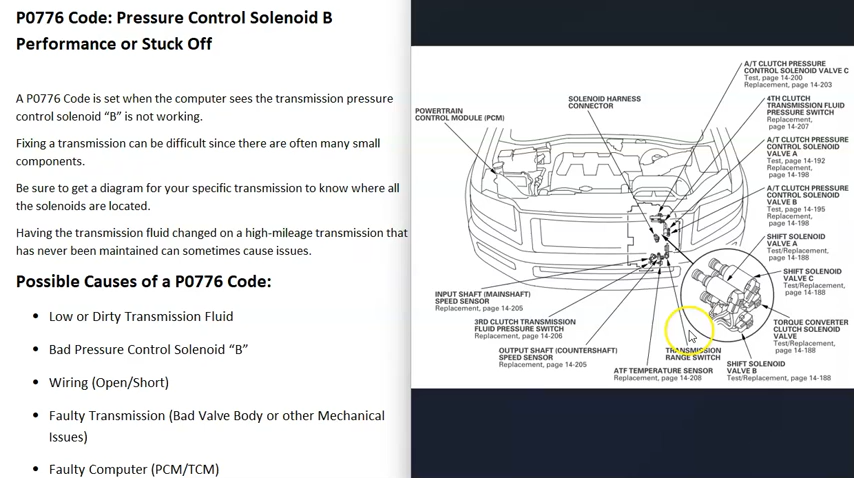 P0776 Code: Pressure Control Solenoid B
Performance or Stuck Off
A P0776 Code is set when the computer sees the transmission pressure
control solenoid “B” is not working.
Fixing a transmission can be difficult since there are often many small
components.
Be sure to get a diagram for your specific transmission to know where all
the solenoids are located.
Having the transmission fluid changed on a high-mileage transmission that
has never been maintained can sometimes cause issues.
Possible Causes of a P0776 Code:
• Low or Dirty Transmission Fluid
• Bad Pressure Control Solenoid “B”
• Wiring (Open/Short)
• Faulty Transmission (Bad Valve Body or other Mechanical
Issues)
• Faulty Computer (PCM/TCM)
POWERTRAIN
CONTROL MODULE (PCM)
SOLENOID HARNESS
CONNECTOR
A/T CLUTCH PRESSURE
CONTROL SOLENOID VALVE C
Test, page 14-200
Replacement, page 14-203
4TH CLUTCH
TRANSMISSION FLUID
PRESSURE SWITCH
Replacement,
page 14-207
A/T CLUTCH PRESSURE
CONTROL SOLENOID
VALVE A
Test, page 14-192
Replacement,
page 14-198
A/T CLUTCH PRESSURE
CONTROL SOLENOID
VALVE B
Test, page 14-195
Replacement,
page 14-198
SHIFT SOLENOID
VALVE A
Test/Replacement,
page 14-188
SHIFT SOLENOID
VALVE C
Test/Replacement,
page 14-188
TORQUE CONVERTER
CLUTCH SOLENOID
VALVE
Test/Replacement,
page 14-188
SHIFT SOLENOID
VALVE B
Test/Replacement, page 14-188
TRANSMISSION
RANGE SWITCH
ATF TEMPERATURE SENSOR
Replacement, page 14-208
OUTPUT SHAFT (COUNTERSHAFT)
SPEED SENSOR
Replacement, page 14-205
3RD CLUTCH TRANSMISSION
FLUID PRESSURE SWITCH
Replacement, page 14-206
INPUT SHAFT (MAINSHAFT)
SPEED SENSOR
Replacement, page 14-205